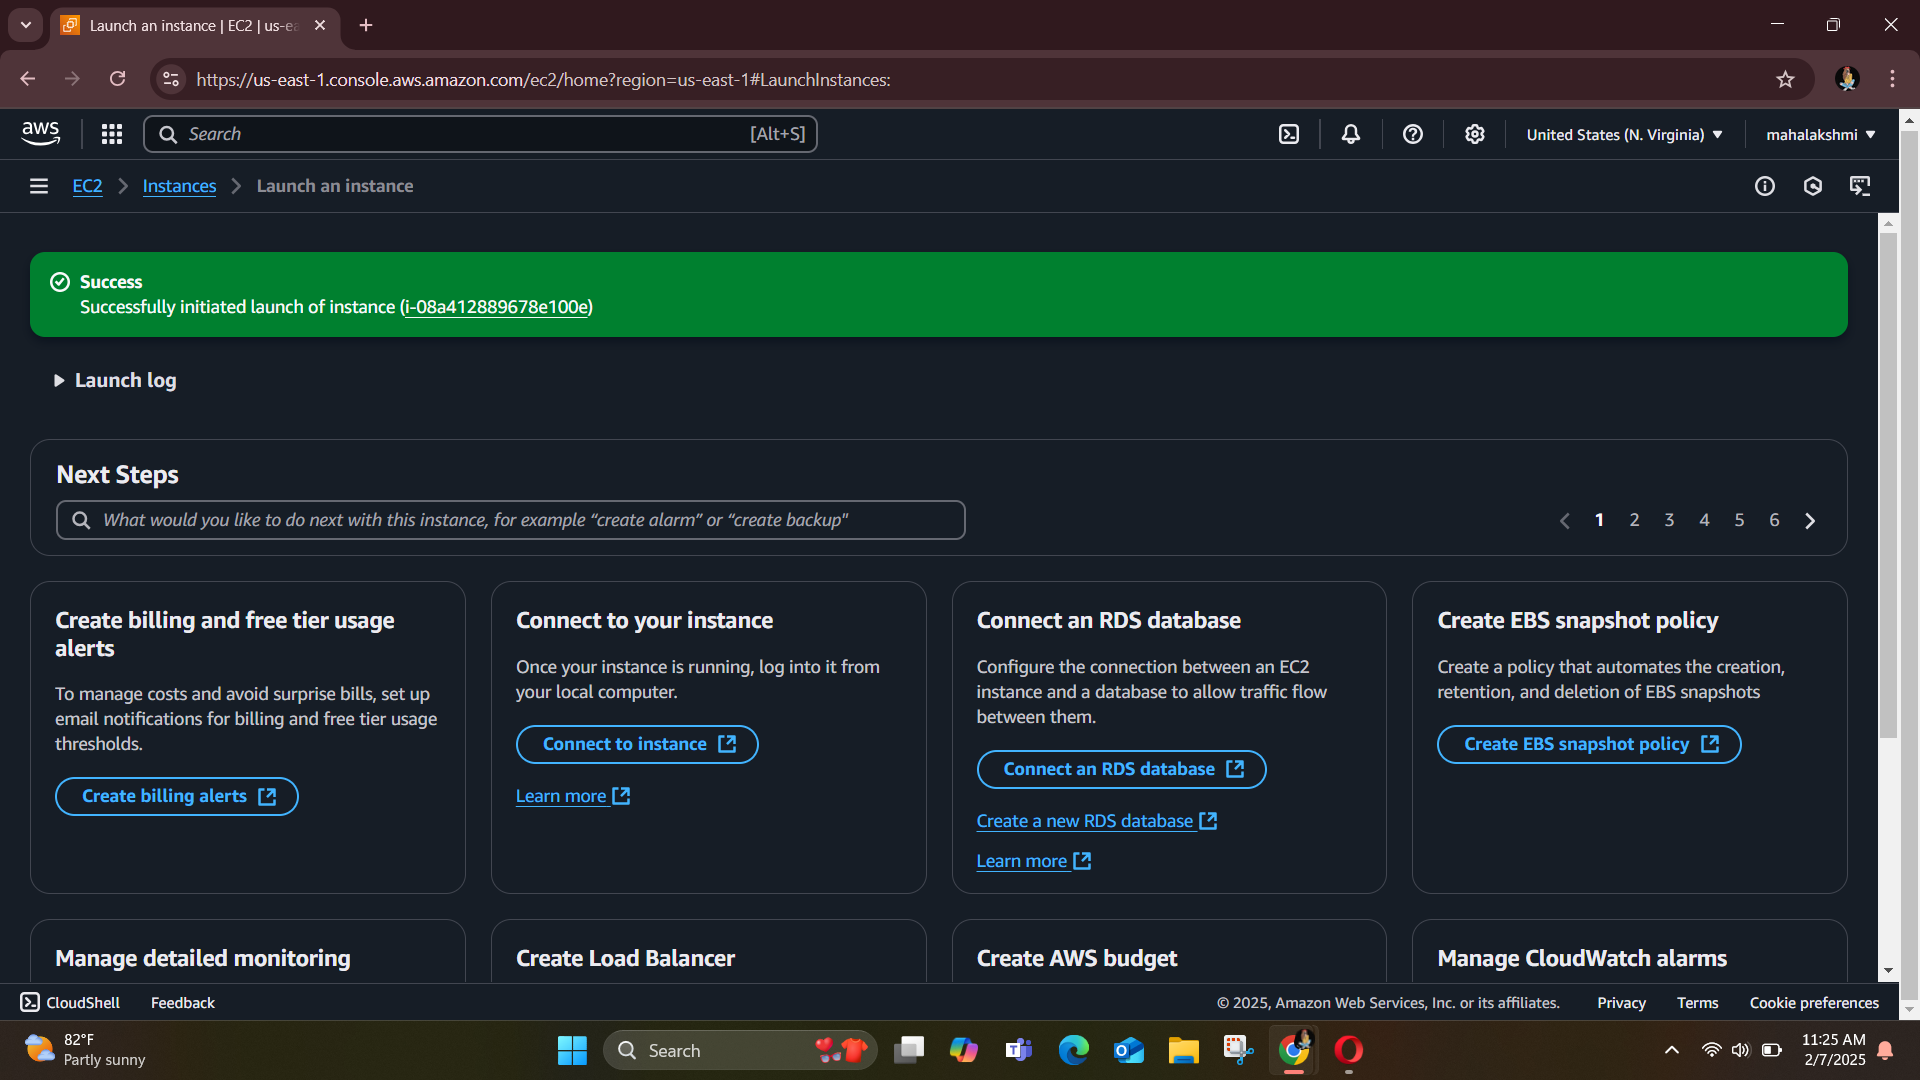 Launch an instance | EC2 | us-ea
https://us-east-1.console.aws.amazon.com/ec2/home?region=us-east-1#LaunchInstances:
aws
Search
[Alt+S]
United States (N. Virginia)
mahalakshmi
EC2
Instances
Launch an instance
Success
Successfully initiated launch of instance (i-08a412889678e100e)
Launch log
Next Steps
What would you like to do next with this instance, for example “create alarm” or “create backup"
1 2 3 4 5 6
Create billing and free tier usage
alerts
To manage costs and avoid surprise bills, set up
email notifications for billing and free tier usage
thresholds.
Create billing alerts
Connect to your instance
Once your instance is running, log into it from
your local computer.
Connect to instance
Learn more
Connect an RDS database
Configure the connection between an EC2
instance and a database to allow traffic flow
between them.
Connect an RDS database
Create a new RDS database
Learn more
Create EBS snapshot policy
Create a policy that automates the creation,
retention, and deletion of EBS snapshots
Create EBS snapshot policy
Manage detailed monitoring
Create Load Balancer
Create AWS budget
Manage CloudWatch alarms
CloudShell
Feedback
© 2025, Amazon Web Services, Inc. or its affiliates.
Privacy
Terms
Cookie preferences
82°F
Partly sunny
Search
11:25 AM
2/7/2025